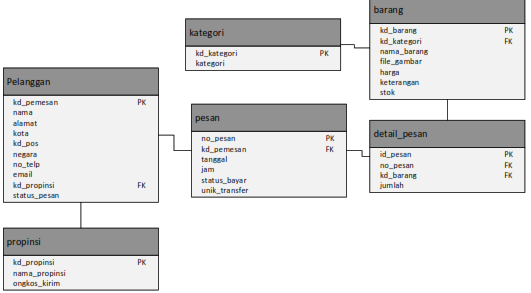 barang
kd_barang PK
kd_kategori FK
nama_barang
file_gambar
harga
keterangan
stok
kategori
kd_kategori PK
kategori
Pelanggan
kd_pemesan PK
nama
alamat
kota
kd_pos
negara
no_telp
email
kd_propinsi FK
status_pesan
pesan
no_pesan PK
kd_pemesan FK
tanggal
jam
status_bayar
unik_transfer
detail_pesan
id_pesan PK
no_pesan FK
kd_barang FK
jumlah
propinsi
kd_propinsi PK
nama_propinsi
ongkos_kirim